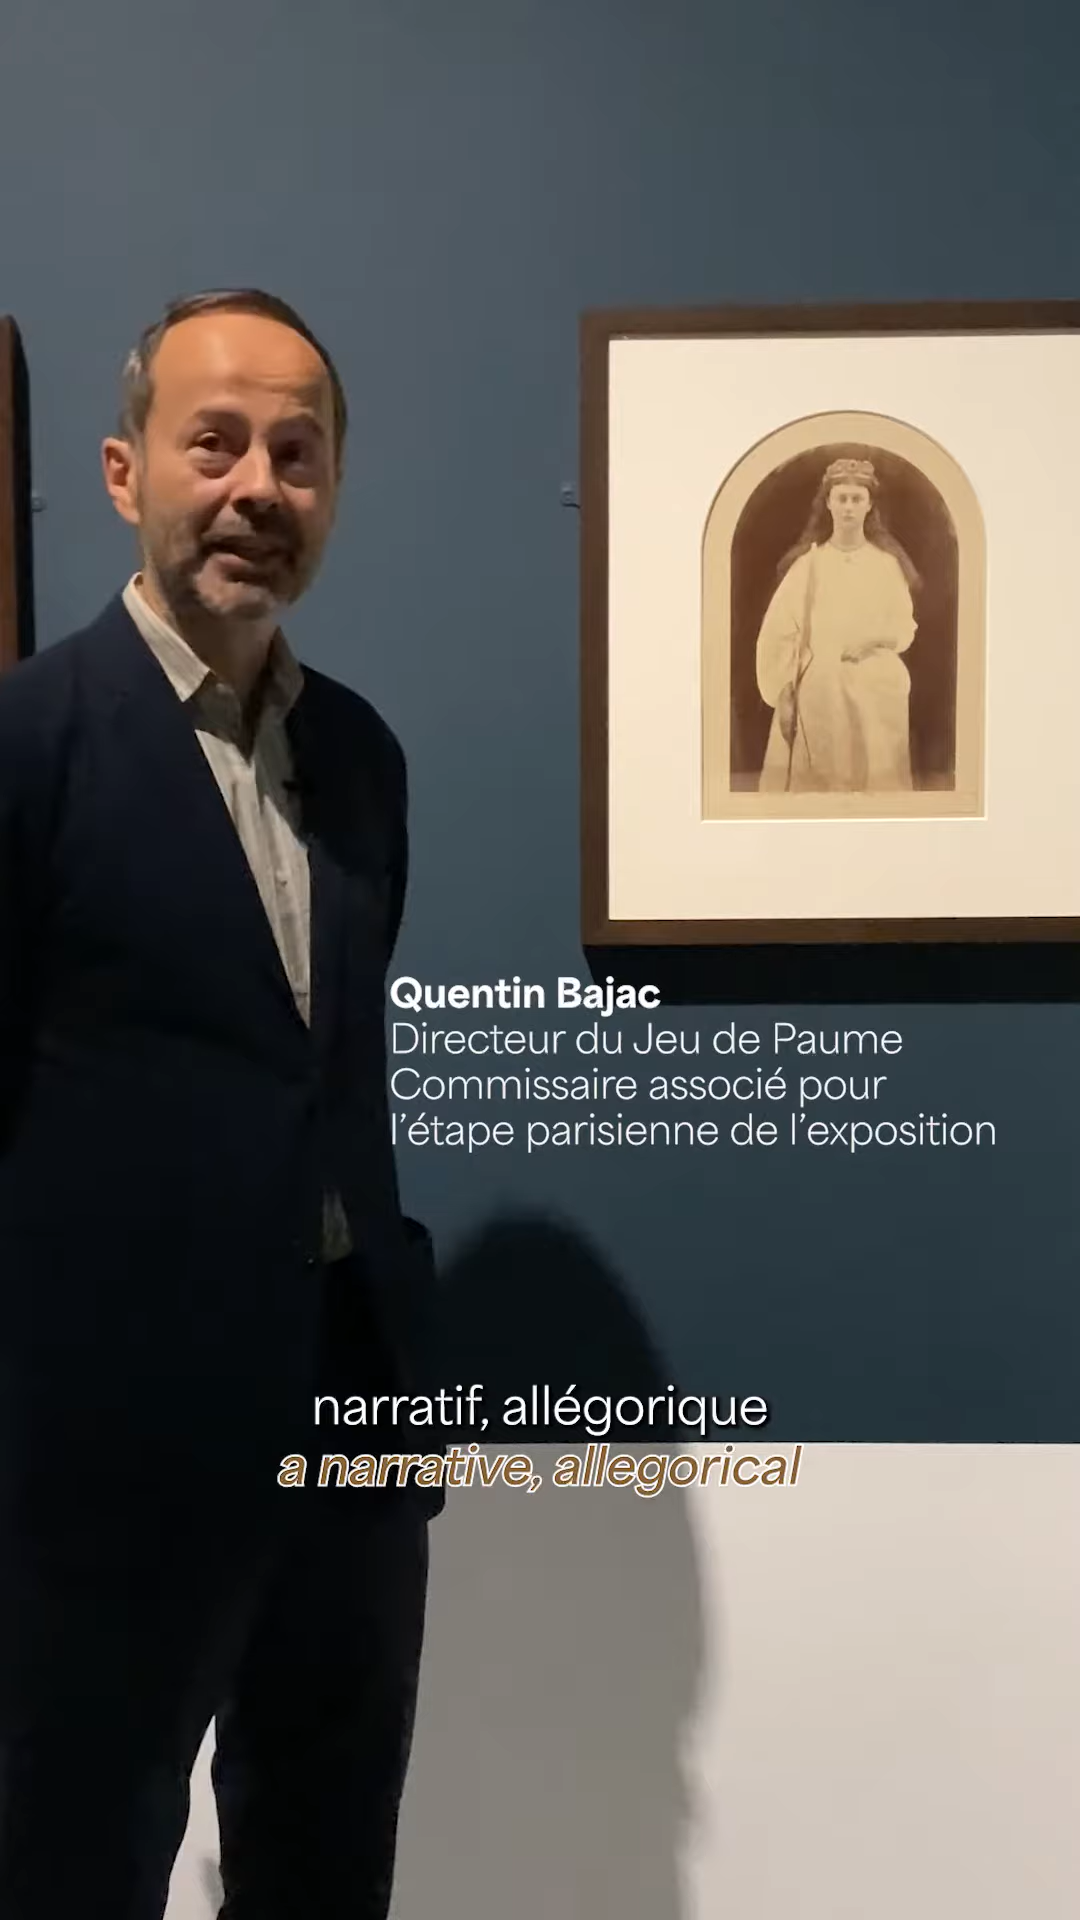 Quentin Bajac
Directeur du Jeu de Paume
Commissaire associé pour
l'étape parisienne de l'exposition
narratif, allégorique
a narrative, allegorical